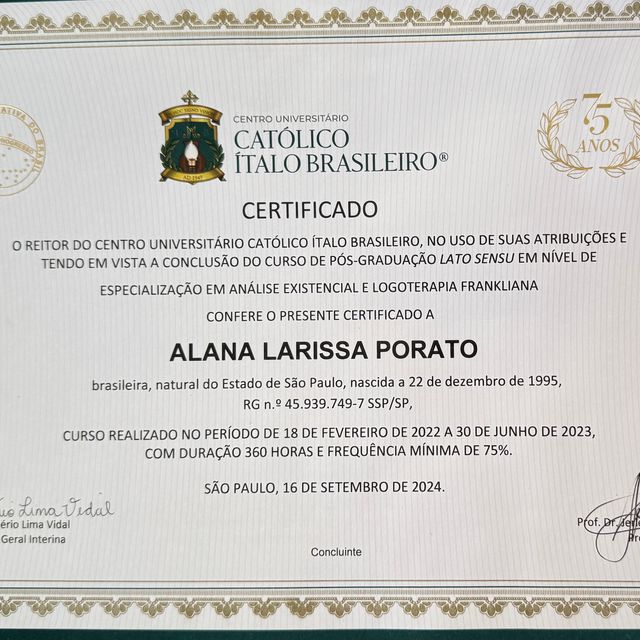 CENTRO UNIVERSITÁRIO
CATÓLICO
ÍTALO BRASILEIRO®
75
ANOS
CERTIFICADO
O REITOR DO CENTRO UNIVERSITÁRIO CATÓLICO ÍTALO BRASILEIRO, NO USO DE SUAS ATRIBUIÇÕES E
TENDO EM VISTA A CONCLUSÃO DO CURSO DE PÓS-GRADUAÇÃO LATO SENSU EM NÍVEL DE
ESPECIALIZAÇÃO EM ANÁLISE EXISTENCIAL E LOGOTERAPIA FRANKLIANA
CONFERE O PRESENTE CERTIFICADO A
ALANA LARISSA PORATO
brasileira, natural do Estado de São Paulo, nascida a 22 de dezembro de 1995,
RG n.º 45.939.749-7 SSP/SP,
CURSO REALIZADO NO PERÍODO DE 18 DE FEVEREIRO DE 2022 A 30 DE JUNHO DE 2023,
COM DURAÇÃO 360 HORAS E FREQUÊNCIA MÍNIMA DE 75%.
SÃO PAULO, 16 DE SETEMBRO DE 2024.
Lima Vidal
ério Lima Vidal
Geral Interina
Prof. Dr.
Concluinte